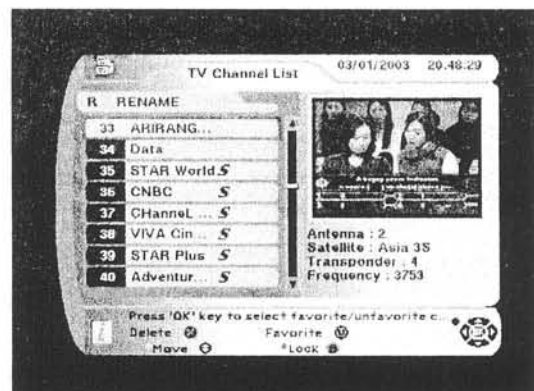 TV Channel List
03/01/2003 20.48.29
R RENAME
33 ARIRANG...
34 Data
35 STAR World S
36 CNBC S
37 CHanneL ... S
38 VIVA Cin... S
39 STAR Plus S
40 Adventur... S
Antenna : 2
Satellite : Asia 3S
Transponder : 4
Frequency : 3753
Press 'OK' key to select favorite/unfavorite c...
Delete
Favorite
Move
*Lock